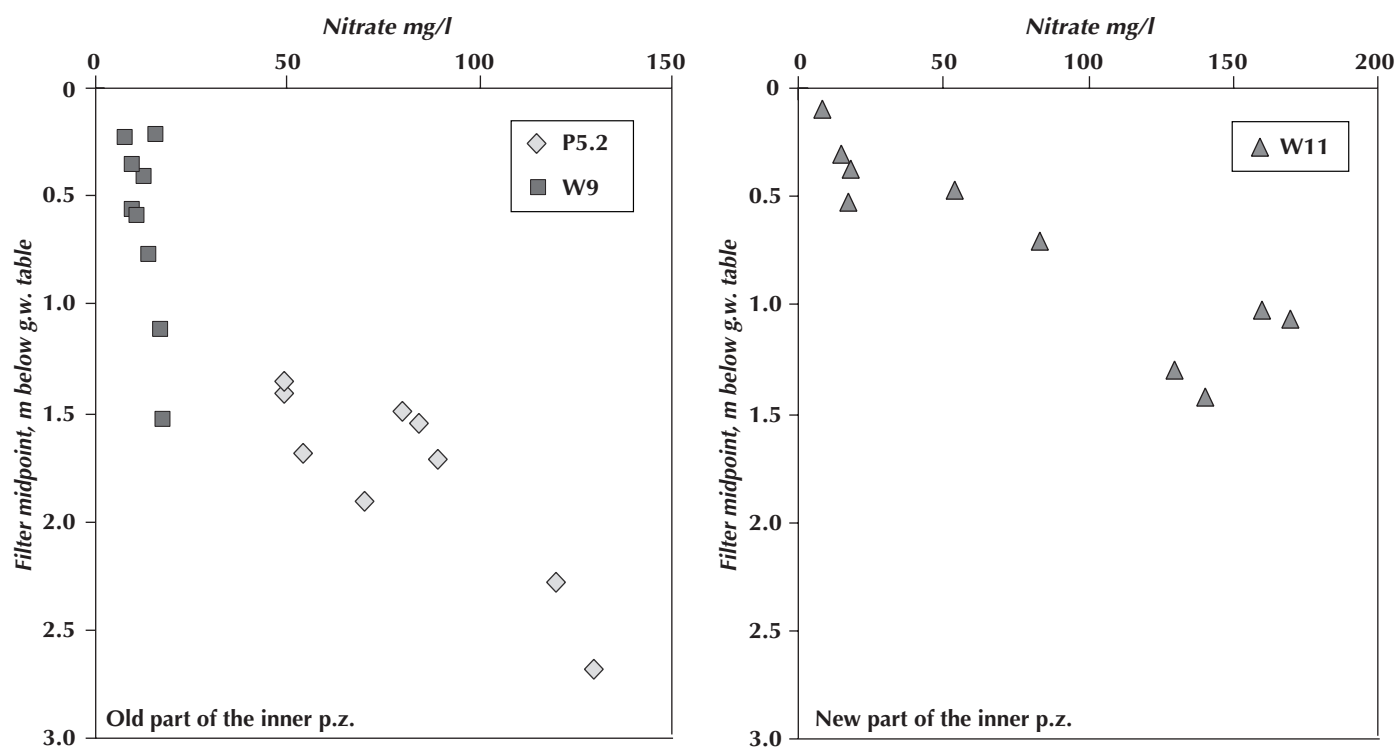 Nitrate mg/l
0 50 100 150
0
0.5
1.0
1.5
2.0
2.5
3.0
Filter midpoint, m below g.w. table
P5.2
W9
Old part of the inner p.z.
Nitrate mg/l
0 50 100 150 200
0
0.5
1.0
1.5
2.0
2.5
3.0
Filter midpoint, m below g.w. table
W11
New part of the inner p.z.